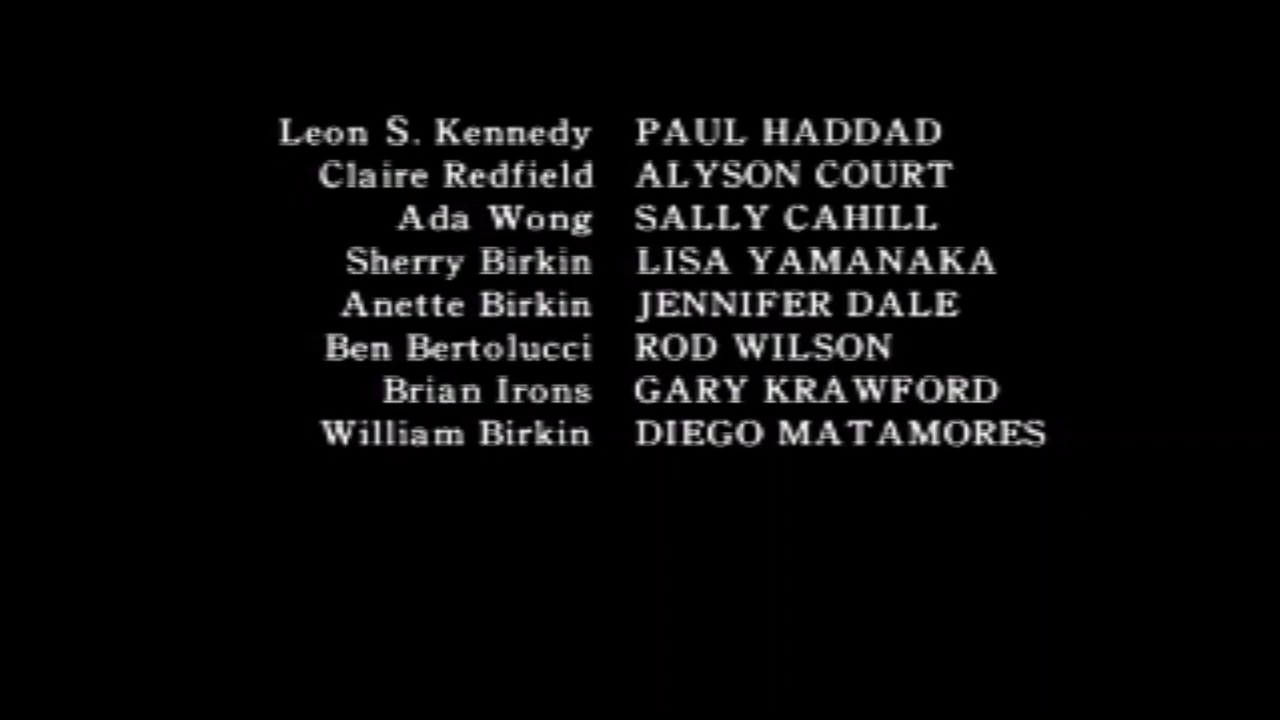 Leon S. Kennedy PAUL HADDAD
Claire Redfield ALYSON COURT
Ada Wong SALLY CAHILL
Sherry Birkin LISA YAMANAKA
Anette Birkin JENNIFER DALE
Ben Bertolucci ROD WILSON
Brian Irons GARY KRAWFORD
William Birkin DIEGO MATAMORES